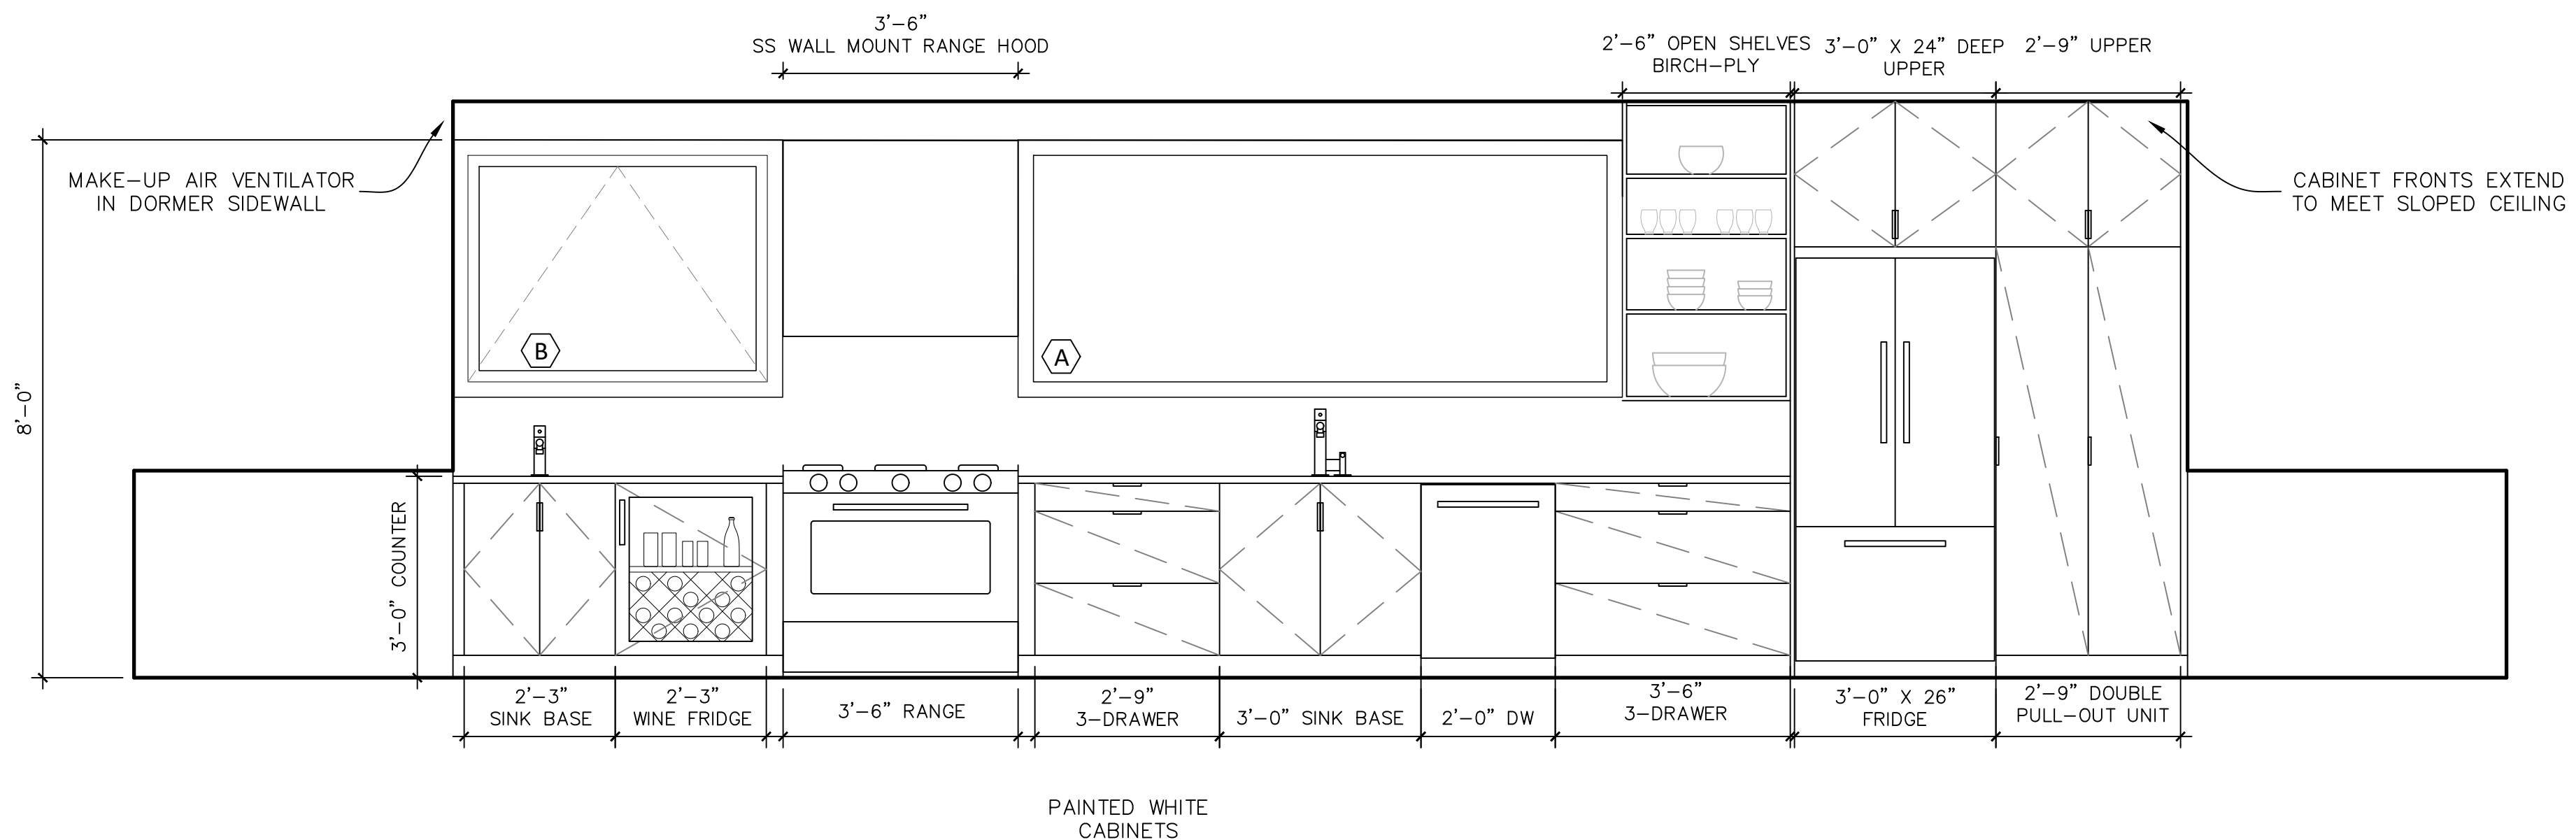 3'-6"
SS WALL MOUNT RANGE HOOD
2'-6" OPEN SHELVES
BIRCH-PLY
3'-0" X 24" DEEP
UPPER
2'-9" UPPER
MAKE-UP AIR VENTILATOR
IN DORMER SIDEWALL
CABINET FRONTS EXTEND
TO MEET SLOPED CEILING
B
A
8'-0"
3'-0" COUNTER
2'-3"
SINK BASE
2'-3"
WINE FRIDGE
3'-6" RANGE
2'-9"
3-DRAWER
3'-0" SINK BASE
2'-0" DW
3'-6"
3-DRAWER
3'-0" X 26"
FRIDGE
2'-9" DOUBLE
PULL-OUT UNIT
PAINTED WHITE
CABINETS